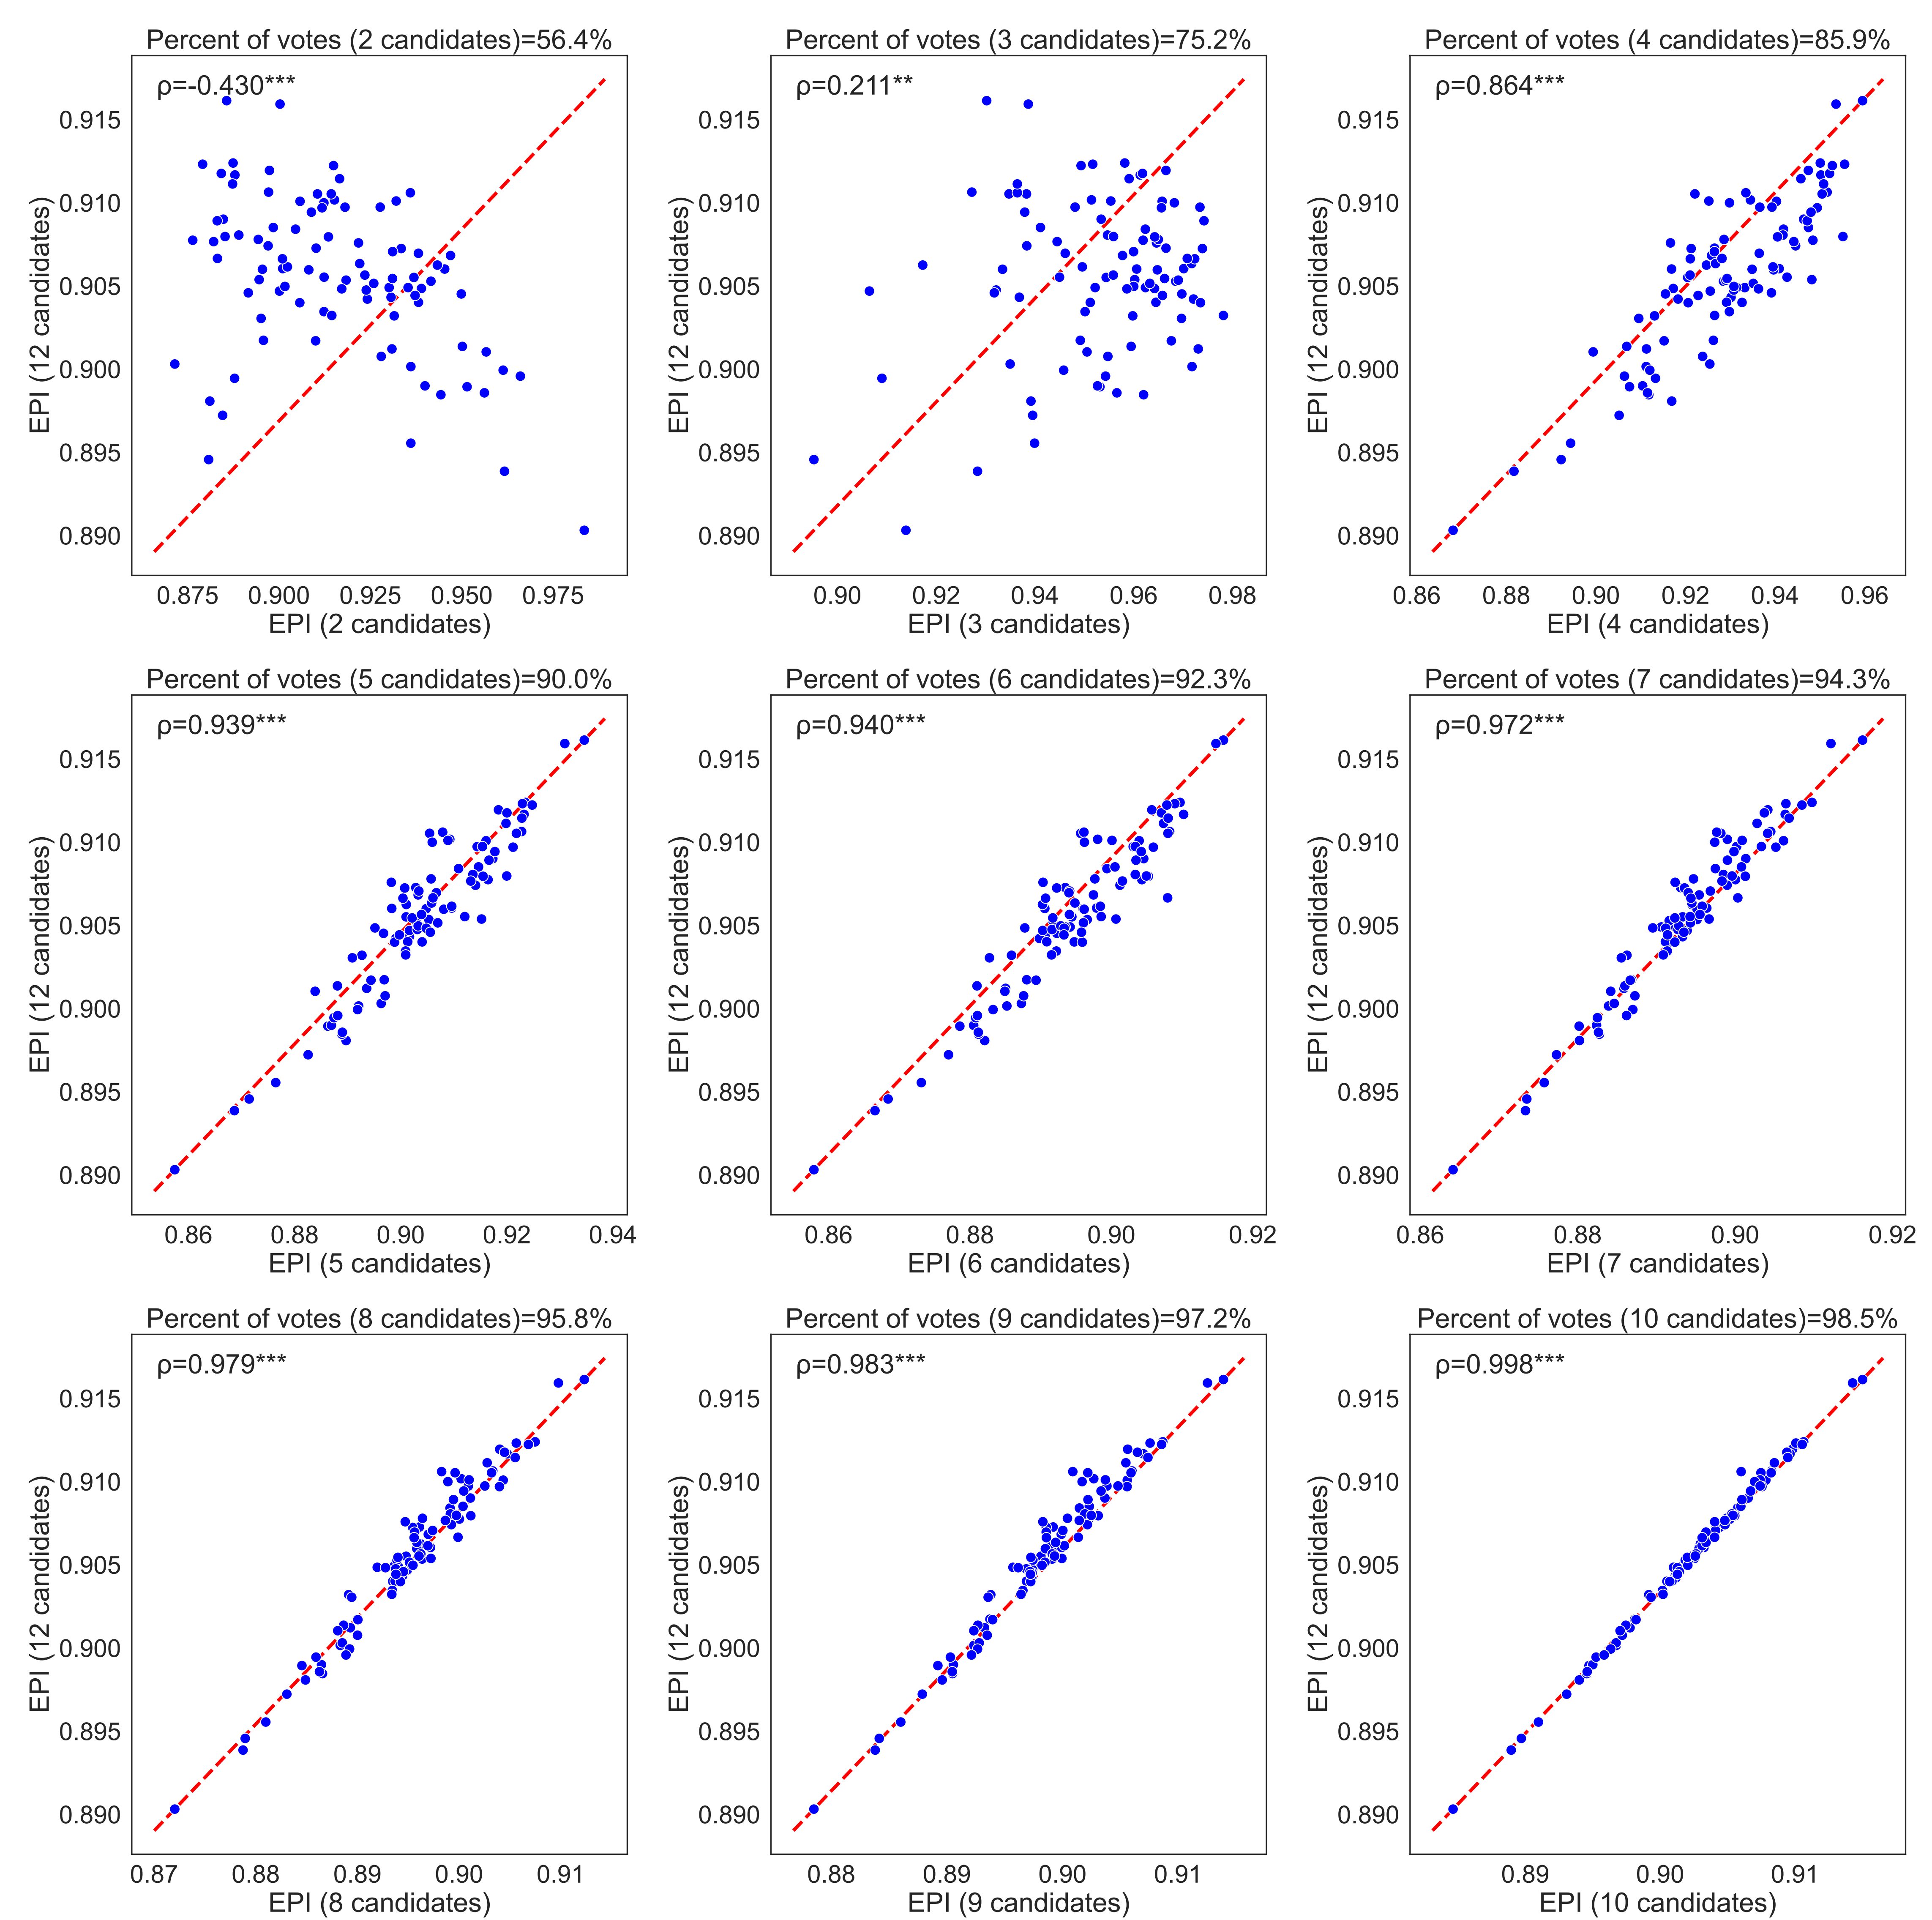 Percent of votes (2 candidates)=56.4%
ρ=-0.430***
0.915
0.910
0.905
0.900
0.895
0.890
EPI (12 candidates)
0.875 0.900 0.925 0.950 0.975
EPI (2 candidates)
Percent of votes (3 candidates)=75.2%
ρ=0.211**
0.915
0.910
0.905
0.900
0.895
0.890
EPI (12 candidates)
0.90 0.92 0.94 0.96 0.98
EPI (3 candidates)
Percent of votes (4 candidates)=85.9%
ρ=0.864***
0.915
0.910
0.905
0.900
0.895
0.890
EPI (12 candidates)
0.86 0.88 0.90 0.92 0.94 0.96
EPI (4 candidates)
Percent of votes (5 candidates)=90.0%
ρ=0.939***
0.915
0.910
0.905
0.900
0.895
0.890
EPI (12 candidates)
0.86 0.88 0.90 0.92 0.94
EPI (5 candidates)
Percent of votes (6 candidates)=92.3%
ρ=0.940***
0.915
0.910
0.905
0.900
0.895
0.890
EPI (12 candidates)
0.86 0.88 0.90 0.92
EPI (6 candidates)
Percent of votes (7 candidates)=94.3%
ρ=0.972***
0.915
0.910
0.905
0.900
0.895
0.890
EPI (12 candidates)
0.86 0.88 0.90 0.92
EPI (7 candidates)
Percent of votes (8 candidates)=95.8%
ρ=0.979***
0.915
0.910
0.905
0.900
0.895
0.890
EPI (12 candidates)
0.87 0.88 0.89 0.90 0.91
EPI (8 candidates)
Percent of votes (9 candidates)=97.2%
ρ=0.983***
0.915
0.910
0.905
0.900
0.895
0.890
EPI (12 candidates)
0.88 0.89 0.90 0.91
EPI (9 candidates)
Percent of votes (10 candidates)=98.5%
ρ=0.998***
0.915
0.910
0.905
0.900
0.895
0.890
EPI (12 candidates)
0.89 0.90 0.91
EPI (10 candidates)